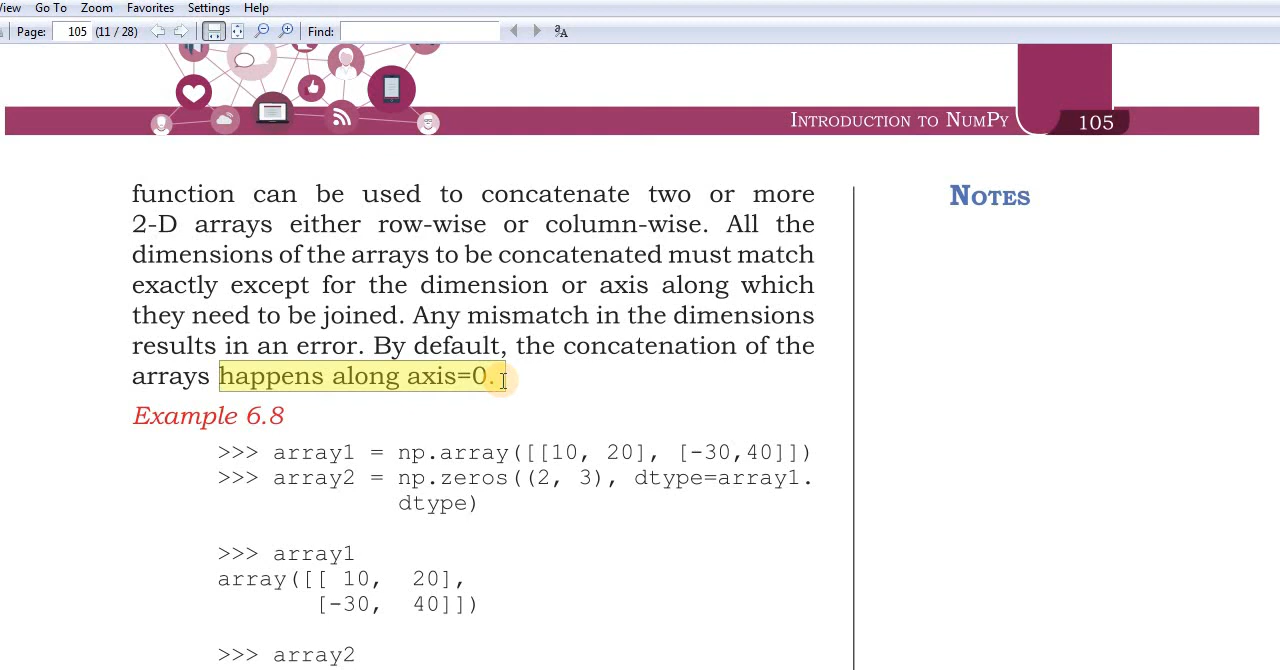 View Go To Zoom Favorites Settings Help
Page: 105 (11 / 28) Find:
INTRODUCTION TO NUMPY 105
function can be used to concatenate two or more
2-D arrays either row-wise or column-wise. All the
dimensions of the arrays to be concatenated must match
exactly except for the dimension or axis along which
they need to be joined. Any mismatch in the dimensions
results in an error. By default, the concatenation of the
arrays happens along axis=0.
NOTES
Example 6.8
>>> array1 = np.array([[10, 20], [-30,40]])
>>> array2 = np.zeros((2, 3), dtype=array1.
dtype)
>>> array1
array([[ 10,  20],
[-30,  40]])
>>> array2